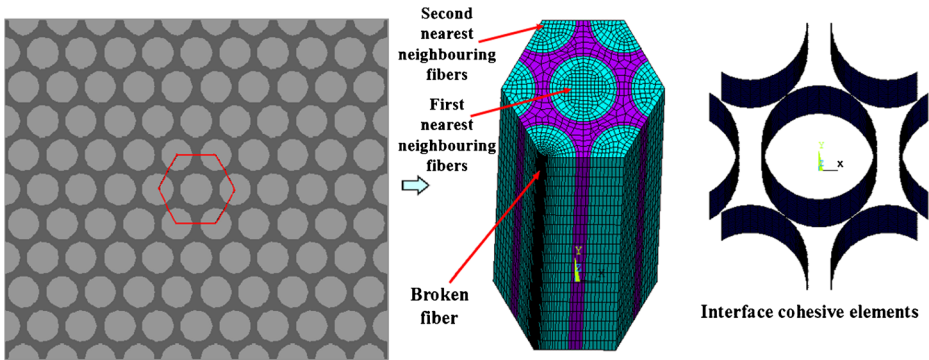 Second
nearest
neighbouring
fibers
First
nearest
neighbouring
fibers
Broken
fiber
Y
Y
x
Interface cohesive elements